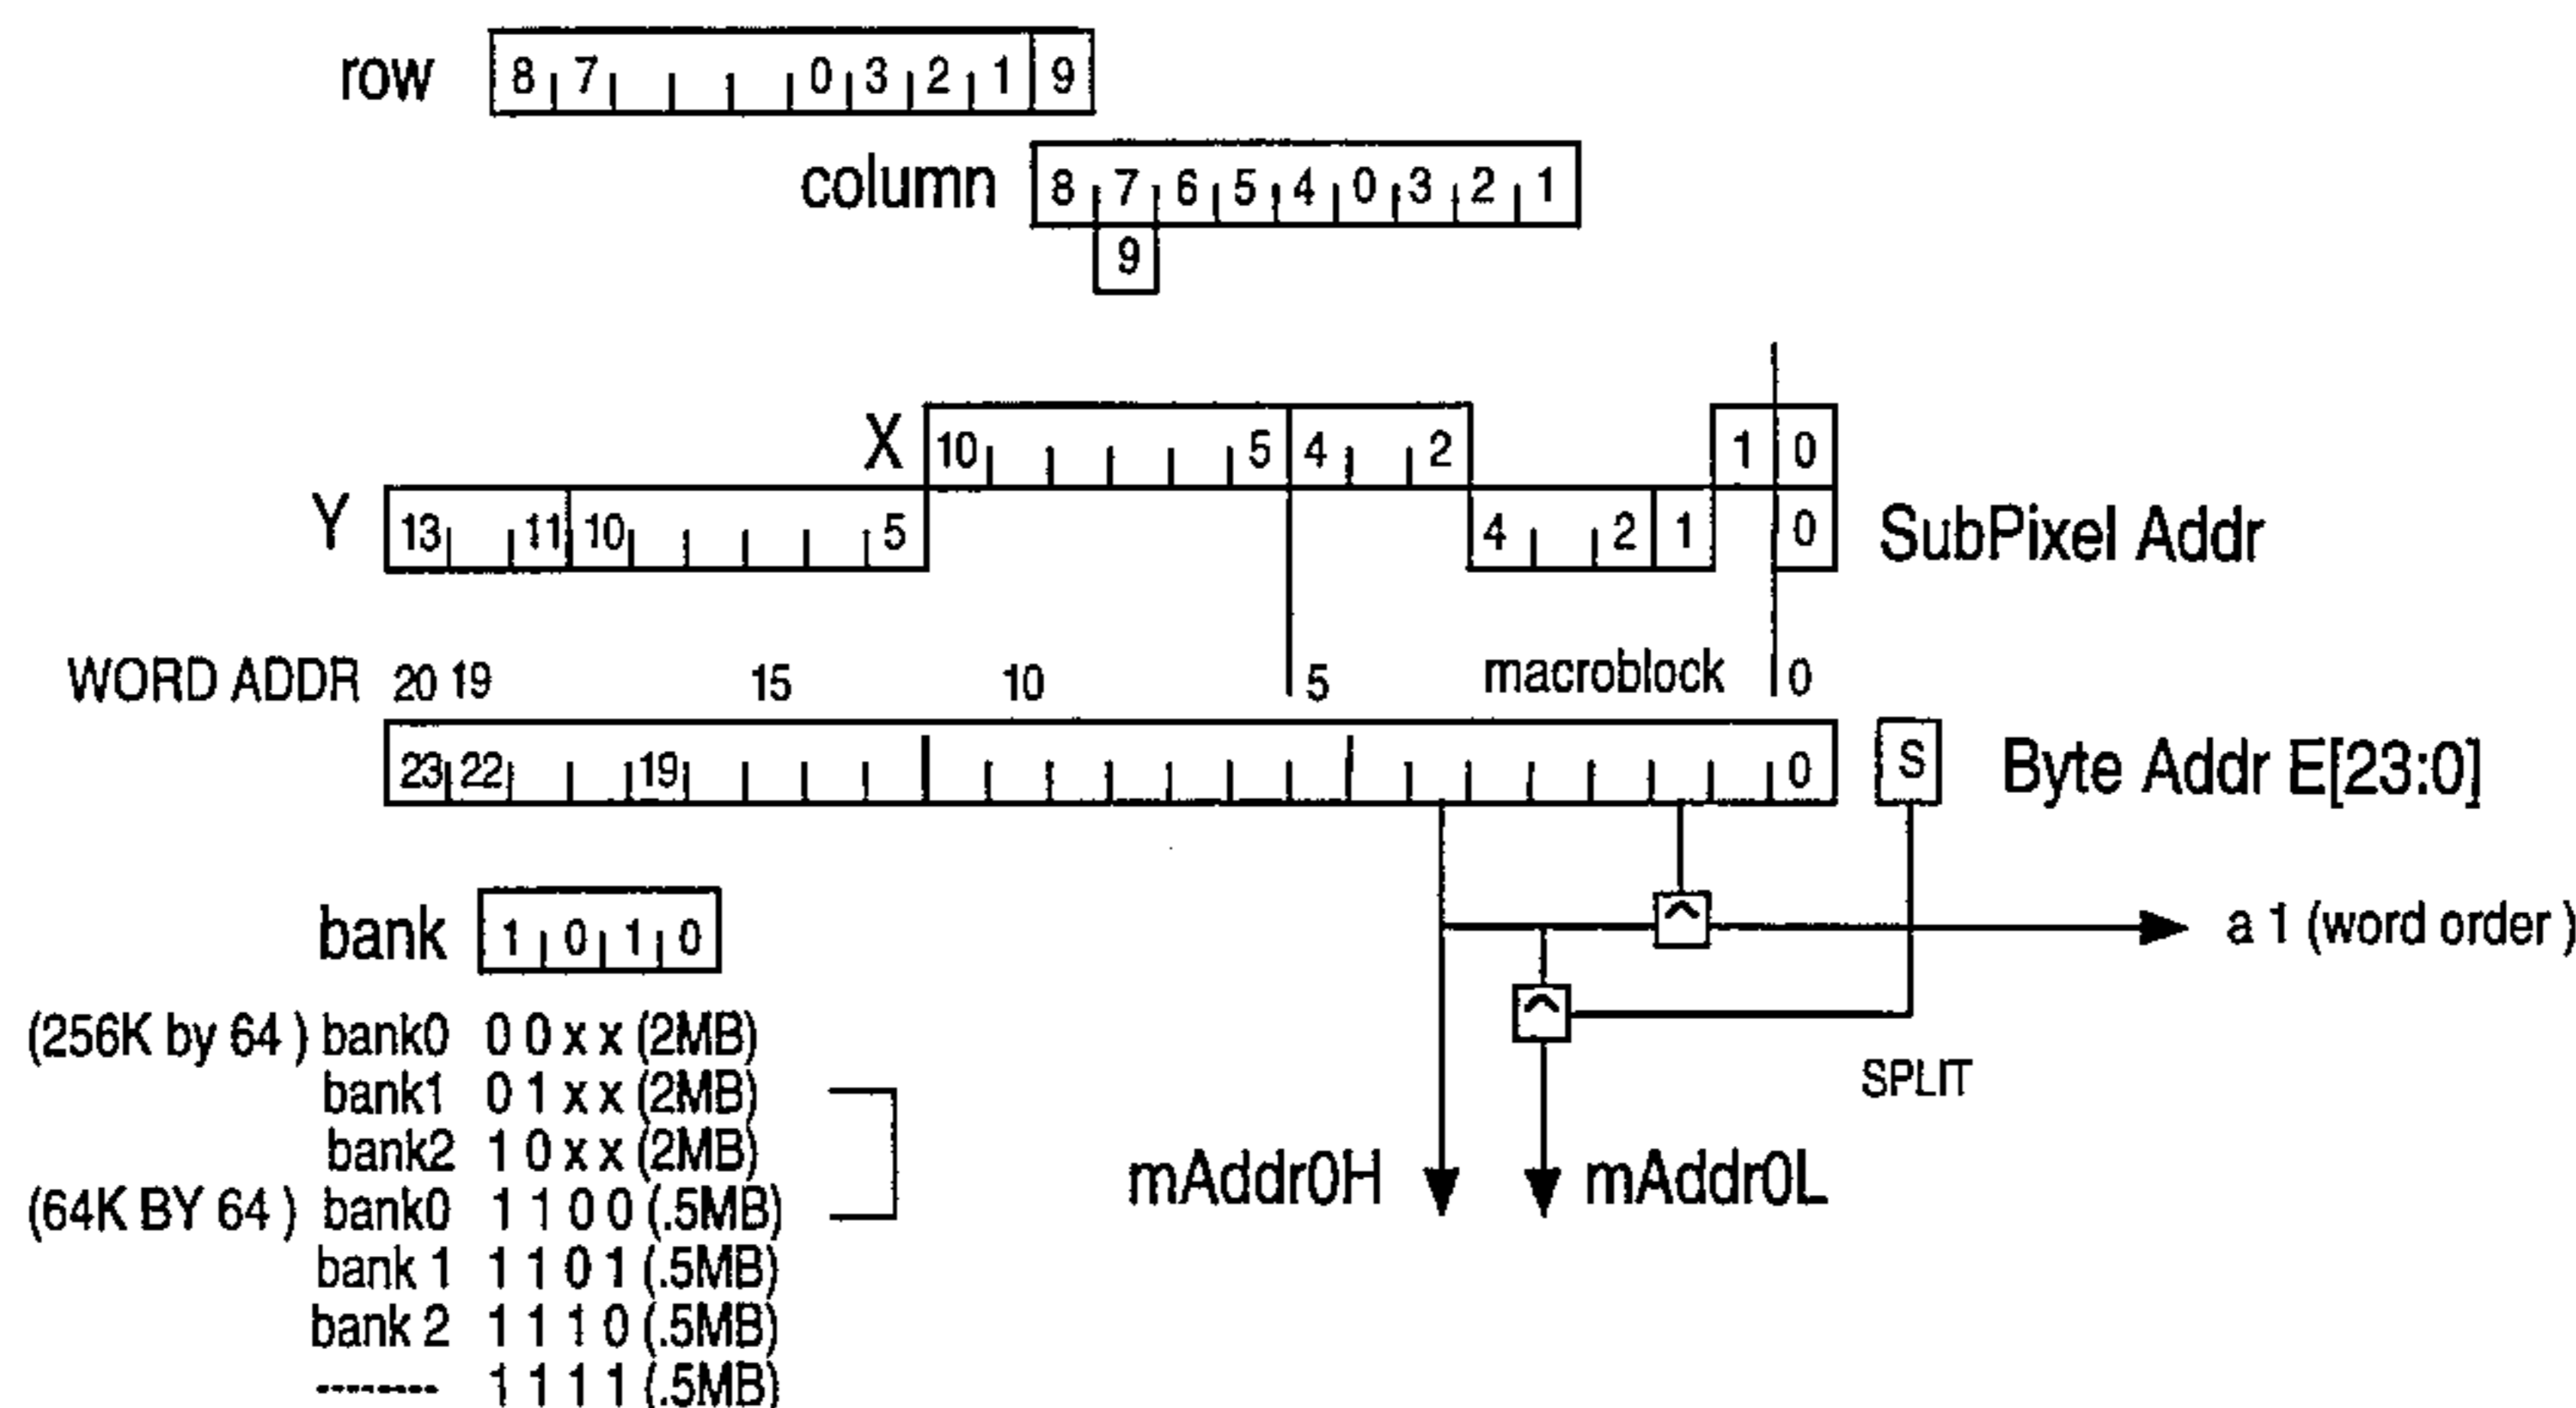 row 8 7 0 3 2 1 9
column 8 7 6 5 4 0 3 2 1
9
X 10 5 4 2 1 0
Y 13 11 10 5 4 2 1 0 SubPixel Addr
WORD ADDR 20 19 15 10 5 macroblock 0
23 22 19 0 S Byte Addr E[23:0]
bank 1 0 1 0
^ a 1 (word order )
(256K by 64 ) bank0 0 0 x x (2MB)
^
bank1 0 1 x x (2MB)
SPLIT
bank2 1 0 x x (2MB)
mAddr0H mAddr0L
(64K BY 64 ) bank0 1 1 0 0 (.5MB)
bank 1 1 1 0 1 (.5MB)
bank 2 1 1 1 0 (.5MB)
-------- 1 1 1 1 (.5MB)